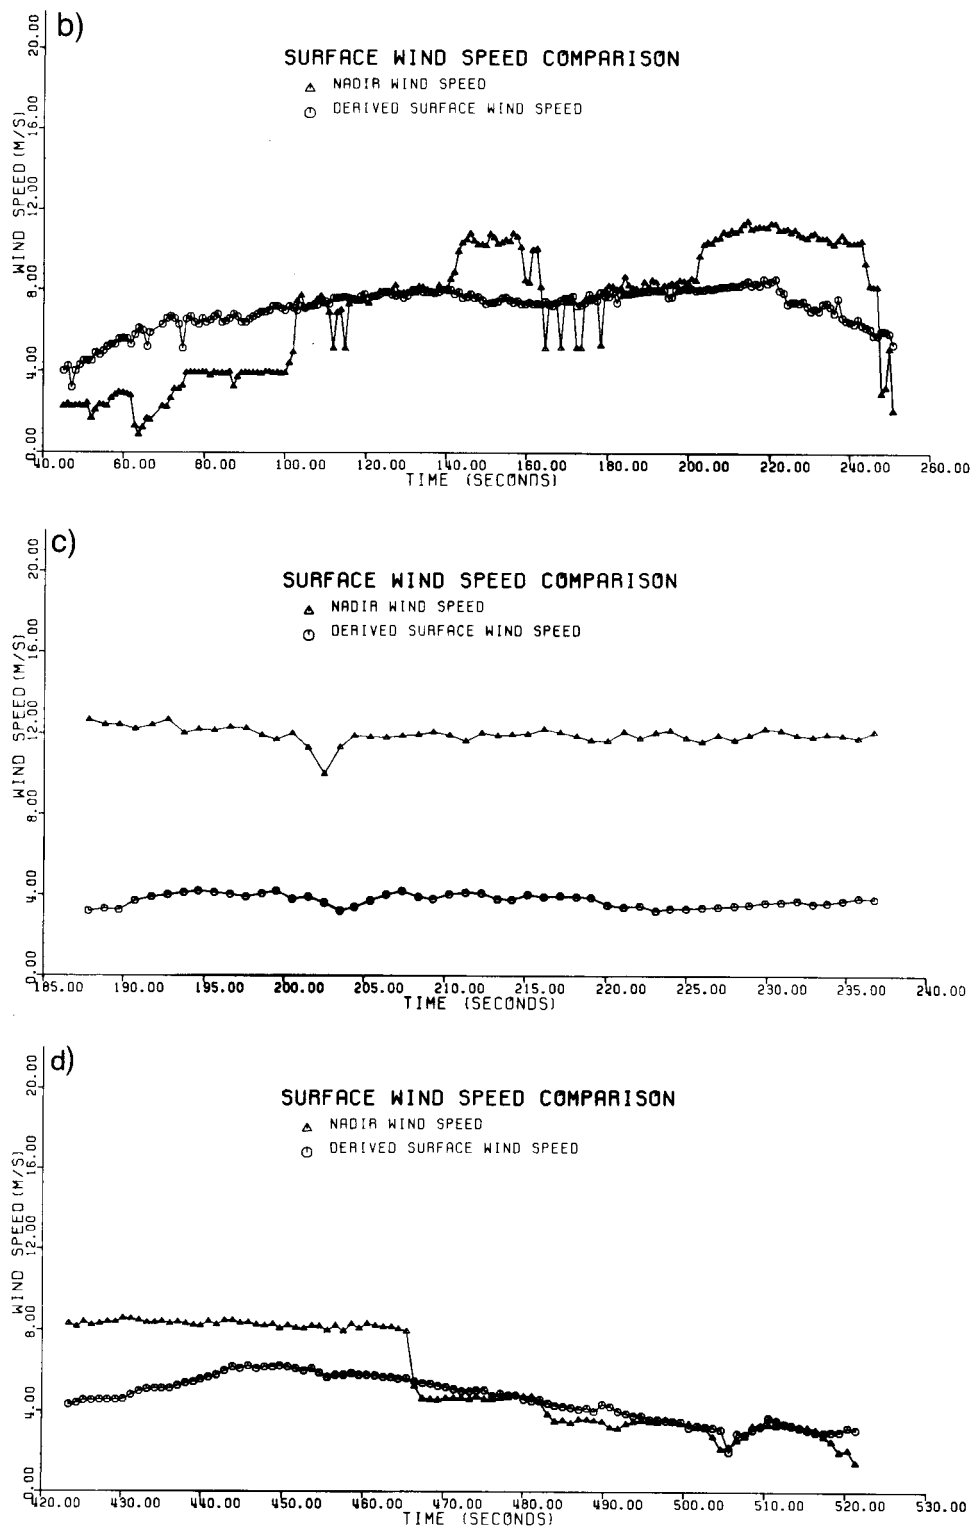 b)
SURFACE WIND SPEED COMPARISON
NADIR WIND SPEED
DERIVED SURFACE WIND SPEED
WIND SPEED (M/S)
20.00
16.00
12.00
8.00
4.00
0.00
40.00 60.00 80.00 100.00 120.00 140.00 160.00 180.00 200.00 220.00 240.00 260.00
TIME (SECONDS)
c)
SURFACE WIND SPEED COMPARISON
NADIR WIND SPEED
DERIVED SURFACE WIND SPEED
WIND SPEED (M/S)
20.00
16.00
12.00
8.00
4.00
0.00
185.00 190.00 195.00 200.00 205.00 210.00 215.00 220.00 225.00 230.00 235.00 240.00
TIME (SECONDS)
d)
SURFACE WIND SPEED COMPARISON
NADIR WIND SPEED
DERIVED SURFACE WIND SPEED
WIND SPEED (M/S)
20.00
16.00
12.00
8.00
4.00
0.00
420.00 430.00 440.00 450.00 460.00 470.00 480.00 490.00 500.00 510.00 520.00 530.00
TIME (SECONDS)